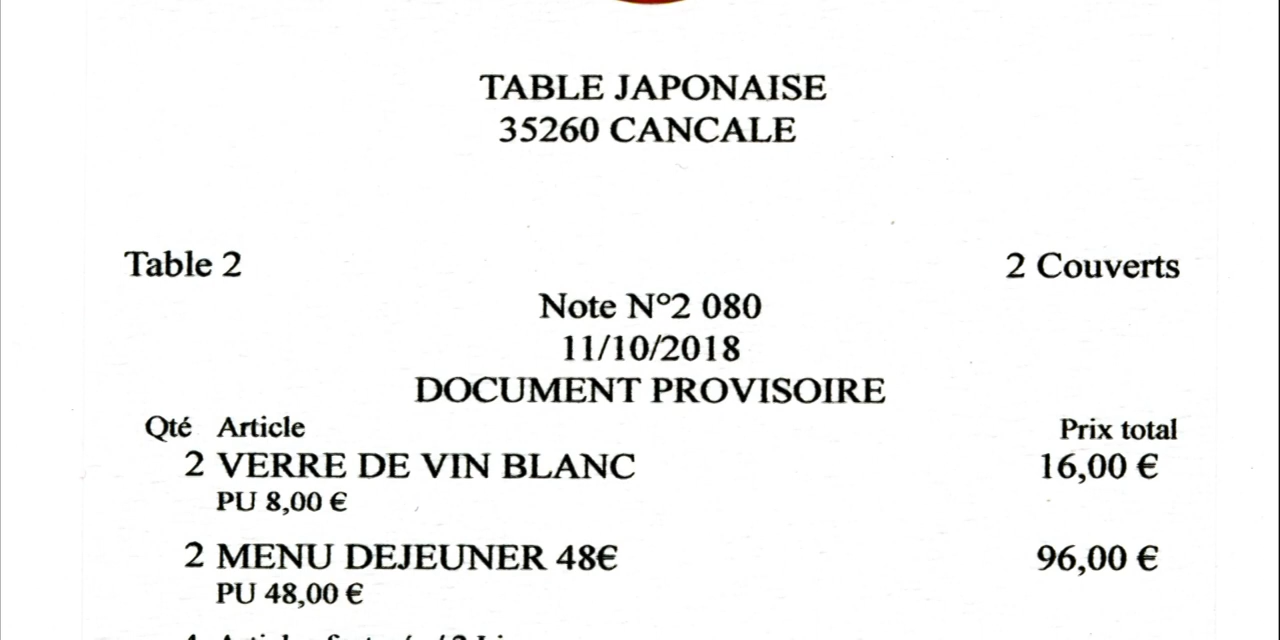 TABLE JAPONAISE
35260 CANCALE
Table 2 2 Couverts
Note N°2 080
11/10/2018
DOCUMENT PROVISOIRE
Qté Article Prix total
2 VERRE DE VIN BLANC 16,00 €
PU 8,00 €
2 MENU DEJEUNER 48€ 96,00 €
PU 48,00 €